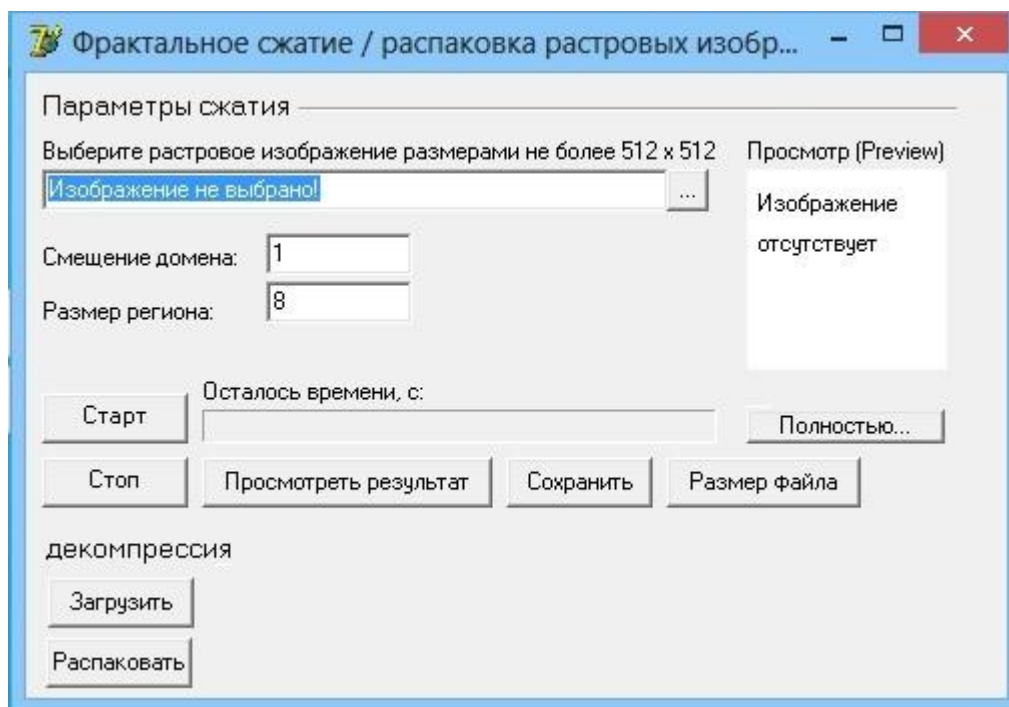 Фрактальное сжатие / распаковка растровых изобр...
Параметры сжатия
Выберите растровое изображение размерами не более 512 x 512
Просмотр (Preview)
Изображение не выбрано!
...
Изображение
отсутствует
Смещение домена:
1
Размер региона:
8
Осталось времени, с:
Старт
Полностью...
Стоп
Просмотреть результат
Сохранить
Размер файла
декомпрессия
Загрузить
Распаковать